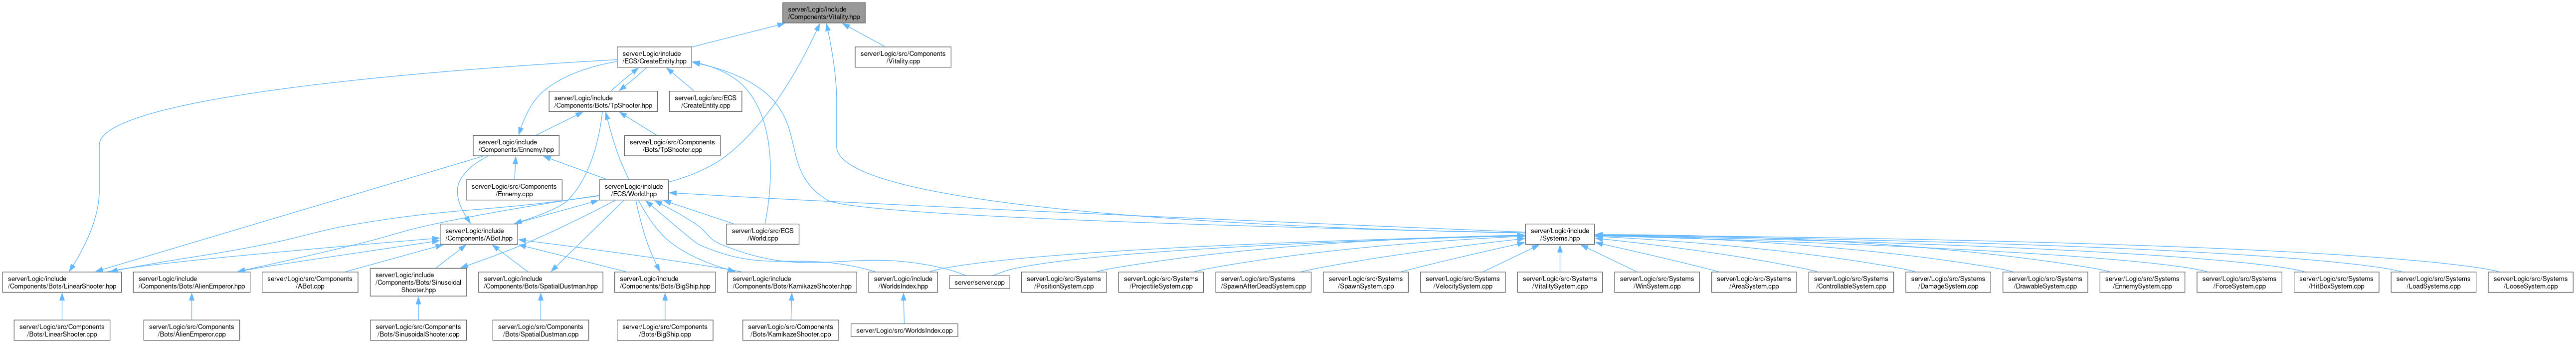 server/Logic/include
/Components/Vitality.hpp
server/Logic/include
/ECS/CreateEntity.hpp
server/Logic/src/Components
/Vitality.cpp
server/Logic/include
/Components/Bots/TpShooter.hpp
server/Logic/src/ECS
/CreateEntity.cpp
server/Logic/include
/Components/Ennemy.hpp
server/Logic/src/Components
/Bots/TpShooter.cpp
server/Logic/src/Components
/Ennemy.cpp
server/Logic/include
/ECS/World.hpp
server/Logic/include
/Components/ABot.hpp
server/Logic/src/ECS
/World.cpp
server/Logic/include
/Systems.hpp
server/Logic/include
/Components/Bots/LinearShooter.hpp
server/Logic/include
/Components/Bots/AlienEmperor.hpp
server/Logic/src/Components
/ABot.cpp
server/Logic/include
/Components/Bots/Sinusoidal
Shooter.hpp
server/Logic/include
/Components/Bots/SpatialDustman.hpp
server/Logic/include
/Components/Bots/BigShip.hpp
server/Logic/include
/Components/Bots/KamikazeShooter.hpp
server/Logic/include
/WorldsIndex.hpp
server/server.cpp
server/Logic/src/Systems
/PositionSystem.cpp
server/Logic/src/Systems
/ProjectileSystem.cpp
server/Logic/src/Systems
/SpawnAfterDeadSystem.cpp
server/Logic/src/Systems
/SpawnSystem.cpp
server/Logic/src/Systems
/VelocitySystem.cpp
server/Logic/src/Systems
/VitalitySystem.cpp
server/Logic/src/Systems
/WinSystem.cpp
server/Logic/src/Systems
/AreaSystem.cpp
server/Logic/src/Systems
/ControllableSystem.cpp
server/Logic/src/Systems
/DamageSystem.cpp
server/Logic/src/Systems
/DrawableSystem.cpp
server/Logic/src/Systems
/EnnemySystem.cpp
server/Logic/src/Systems
/ForceSystem.cpp
server/Logic/src/Systems
/HitBoxSystem.cpp
server/Logic/src/Systems
/LoadSystems.cpp
server/Logic/src/Systems
/LooseSystem.cpp
server/Logic/src/Components
/Bots/LinearShooter.cpp
server/Logic/src/Components
/Bots/AlienEmperor.cpp
server/Logic/src/Components
/Bots/SinusoidalShooter.cpp
server/Logic/src/Components
/Bots/SpatialDustman.cpp
server/Logic/src/Components
/Bots/BigShip.cpp
server/Logic/src/Components
/Bots/KamikazeShooter.cpp
server/Logic/src/WorldsIndex.cpp